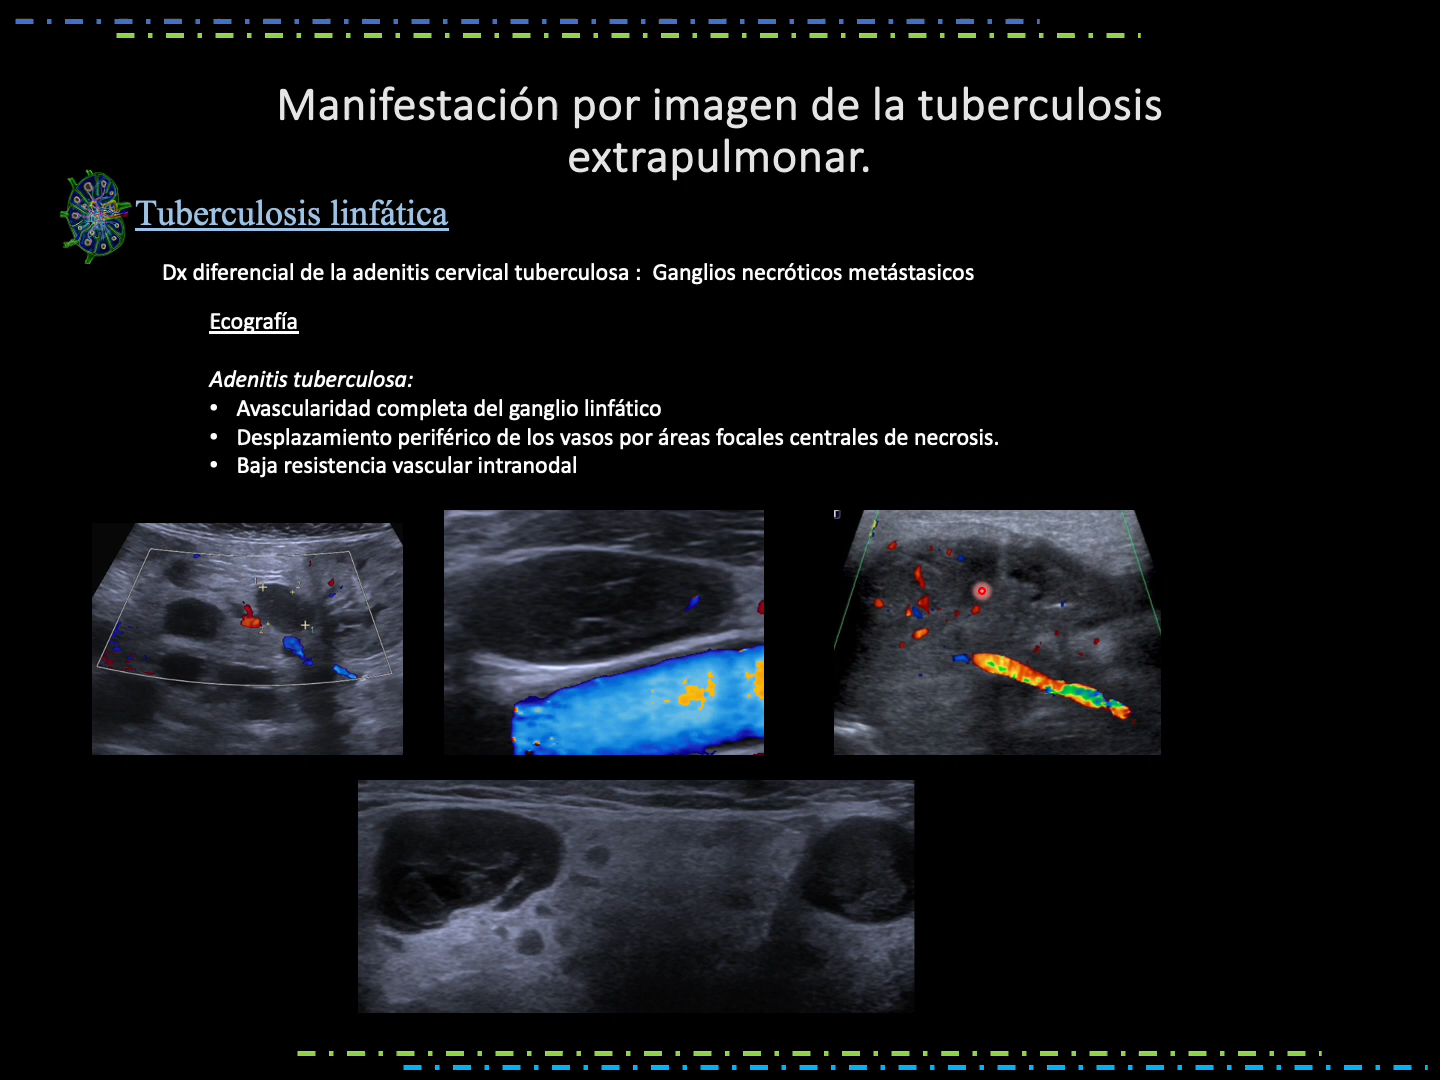 Manifestación por imagen de la tuberculosis
extrapulmonar.
Tuberculosis linfática
Dx diferencial de la adenitis cervical tuberculosa :  Ganglios necróticos metástasicos
Ecografía
Adenitis tuberculosa:
• Avascularidad completa del ganglio linfático
• Desplazamiento periférico de los vasos por áreas focales centrales de necrosis.
• Baja resistencia vascular intranodal